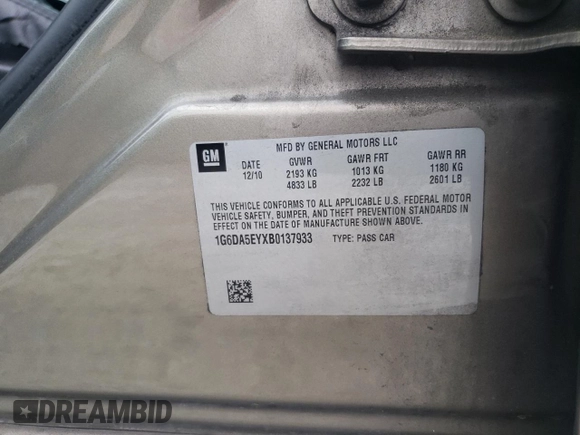 GM
MFD BY GENERAL MOTORS LLC
DATE GVWR GAWR FRT GAWR RR
12/10 2193 KG 1013 KG 1180 KG
4833 LB 2232 LB 2601 LB
THIS VEHICLE CONFORMS TO ALL APPLICABLE U.S. FEDERAL MOTOR
VEHICLE SAFETY, BUMPER, AND THEFT PREVENTION STANDARDS IN
EFFECT ON THE DATE OF MANUFACTURE SHOWN ABOVE.
1G6DA5EYXB0137933 TYPE: PASS CAR
DREAMBID